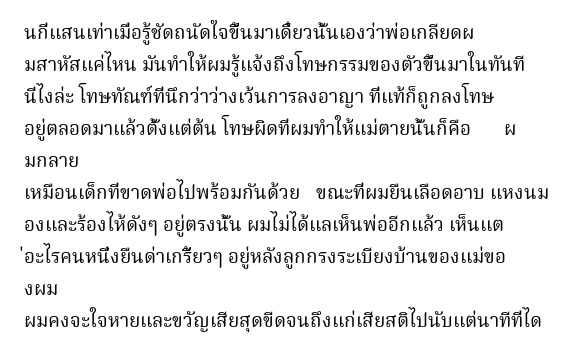 นกีแสนเท่าเมื่อรู้ชัดถนัดใจขึ้นมาเดี๋ยวนั้นเองว่าพ่อเกลียดผ
มสาหัสแค่ไหน มันทำให้ผมรู้แจ้งถึงโทษกรรมของตัวขึ้นมาในทันที
นี่ไงล่ะ โทษทัณฑ์ที่นึกว่าว่างเว้นการลงอาญา ที่แท้ก็ถูกลงโทษ
อยู่ตลอดมาแล้วตั้งแต่ต้น โทษผิดที่ผมทำให้แม่ตายนั้นก็คือ ผ
มกลาย
เหมือนเด็กที่ขาดพ่อไปพร้อมกันด้วย ขณะที่ผมยืนเลือดอาบ แหงนม
องและร้องไห้ดังๆ อยู่ตรงนั้น ผมไม่ได้แลเห็นพ่ออีกแล้ว เห็นแต
่อะไรคนหนึ่งยืนด่าเกรี้ยวๆ อยู่หลังลูกกรงระเบียงบ้านของแม่ขอ
งผม
ผมคงจะใจหายและขวัญเสียสุดขีดจนถึงแก่เสียสติไปนับแต่นาทีที่ได